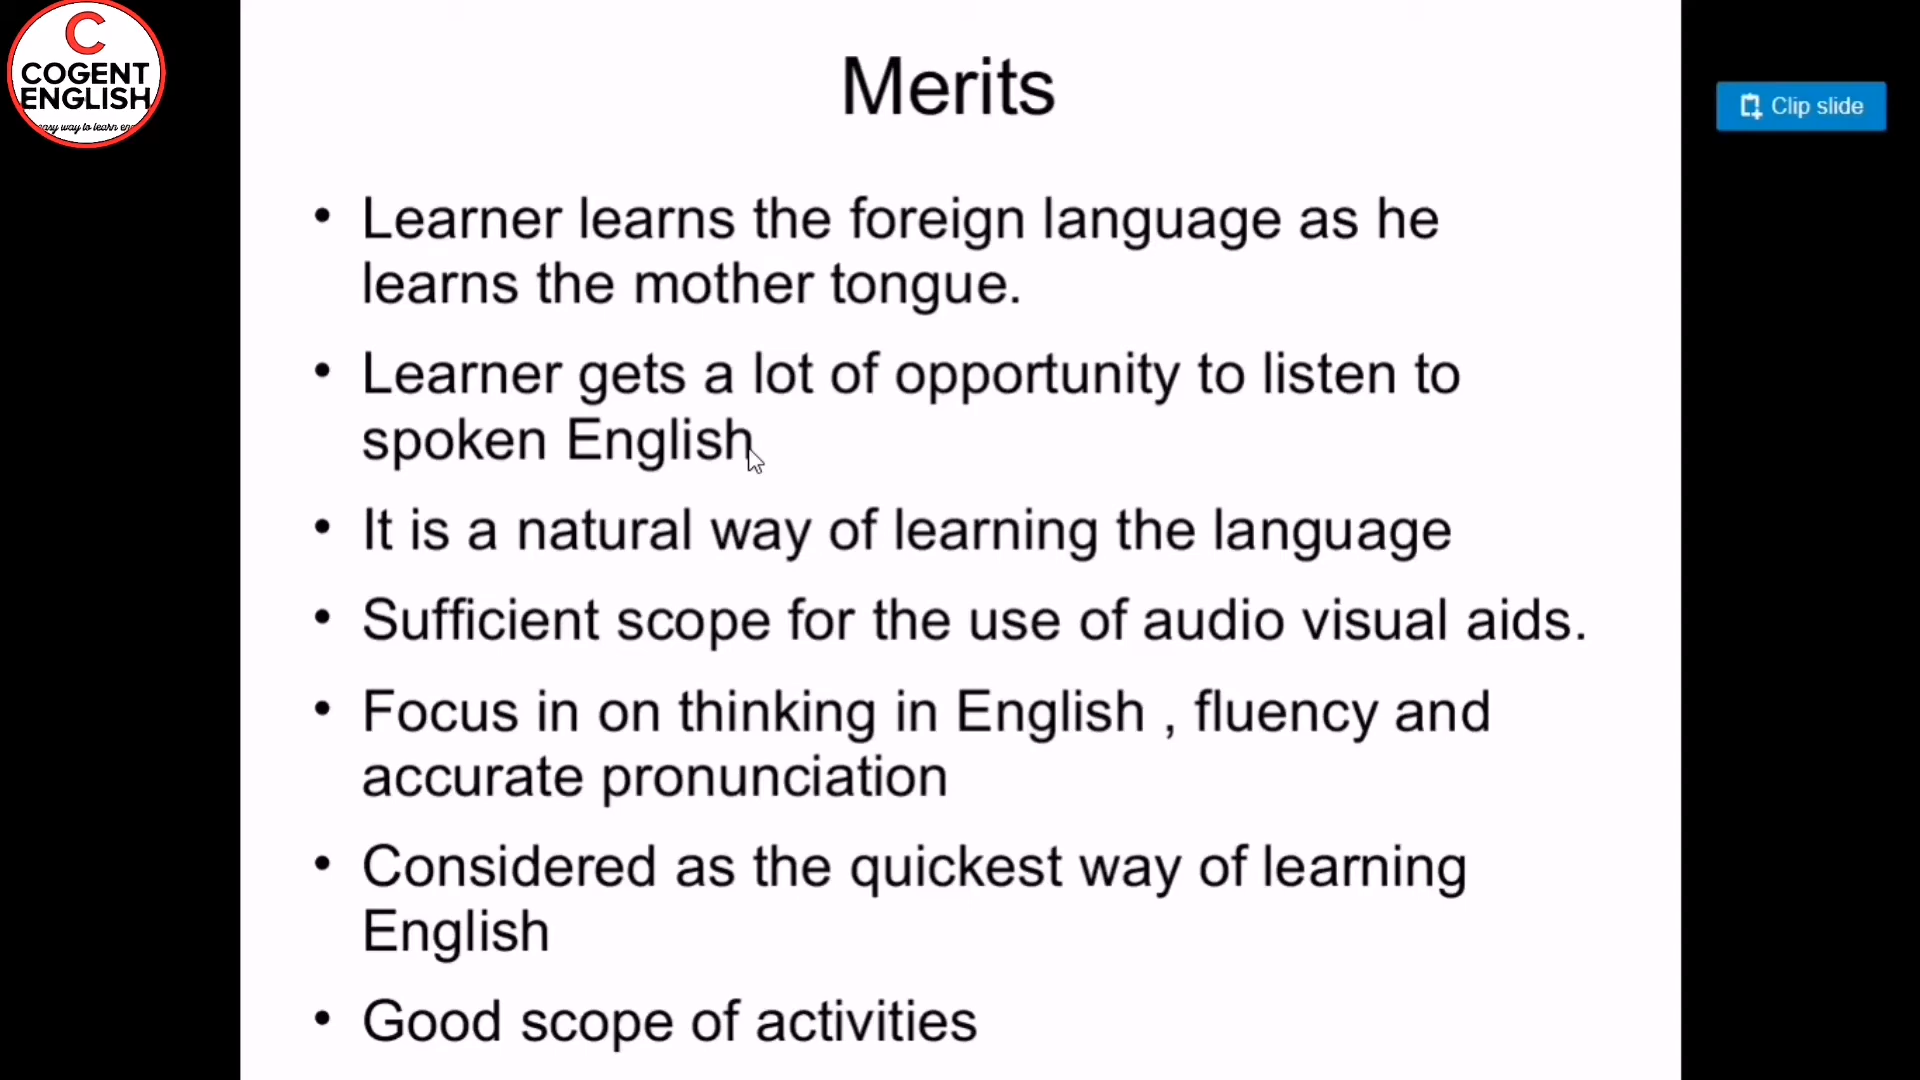 C
COGENT
ENGLISH
easy way to learn
Clip slide
Merits
• Learner learns the foreign language as he
learns the mother tongue.
• Learner gets a lot of opportunity to listen to
spoken English
• It is a natural way of learning the language
• Sufficient scope for the use of audio visual aids.
• Focus in on thinking in English , fluency and
accurate pronunciation
• Considered as the quickest way of learning
English
• Good scope of activities